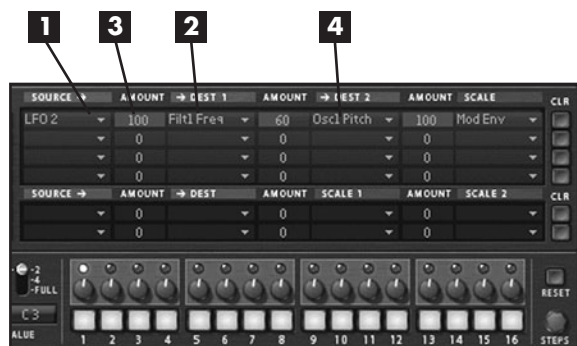 1 3 2 4
SOURCE → AMOUNT → DEST 1 AMOUNT → DEST 2 AMOUNT SCALE CLR
LFO 2 100 Filt1 Freq 60 Osc1 Pitch 100 Mod Env
0 0 0
0 0 0
0 0 0
SOURCE → AMOUNT → DEST AMOUNT SCALE 1 AMOUNT SCALE 2 CLR
0 0 0
0 0 0
-2
-4
-FULL
RESET
C3
ALUE 1 2 3 4 5 6 7 8 9 10 11 12 13 14 15 16 STEPS